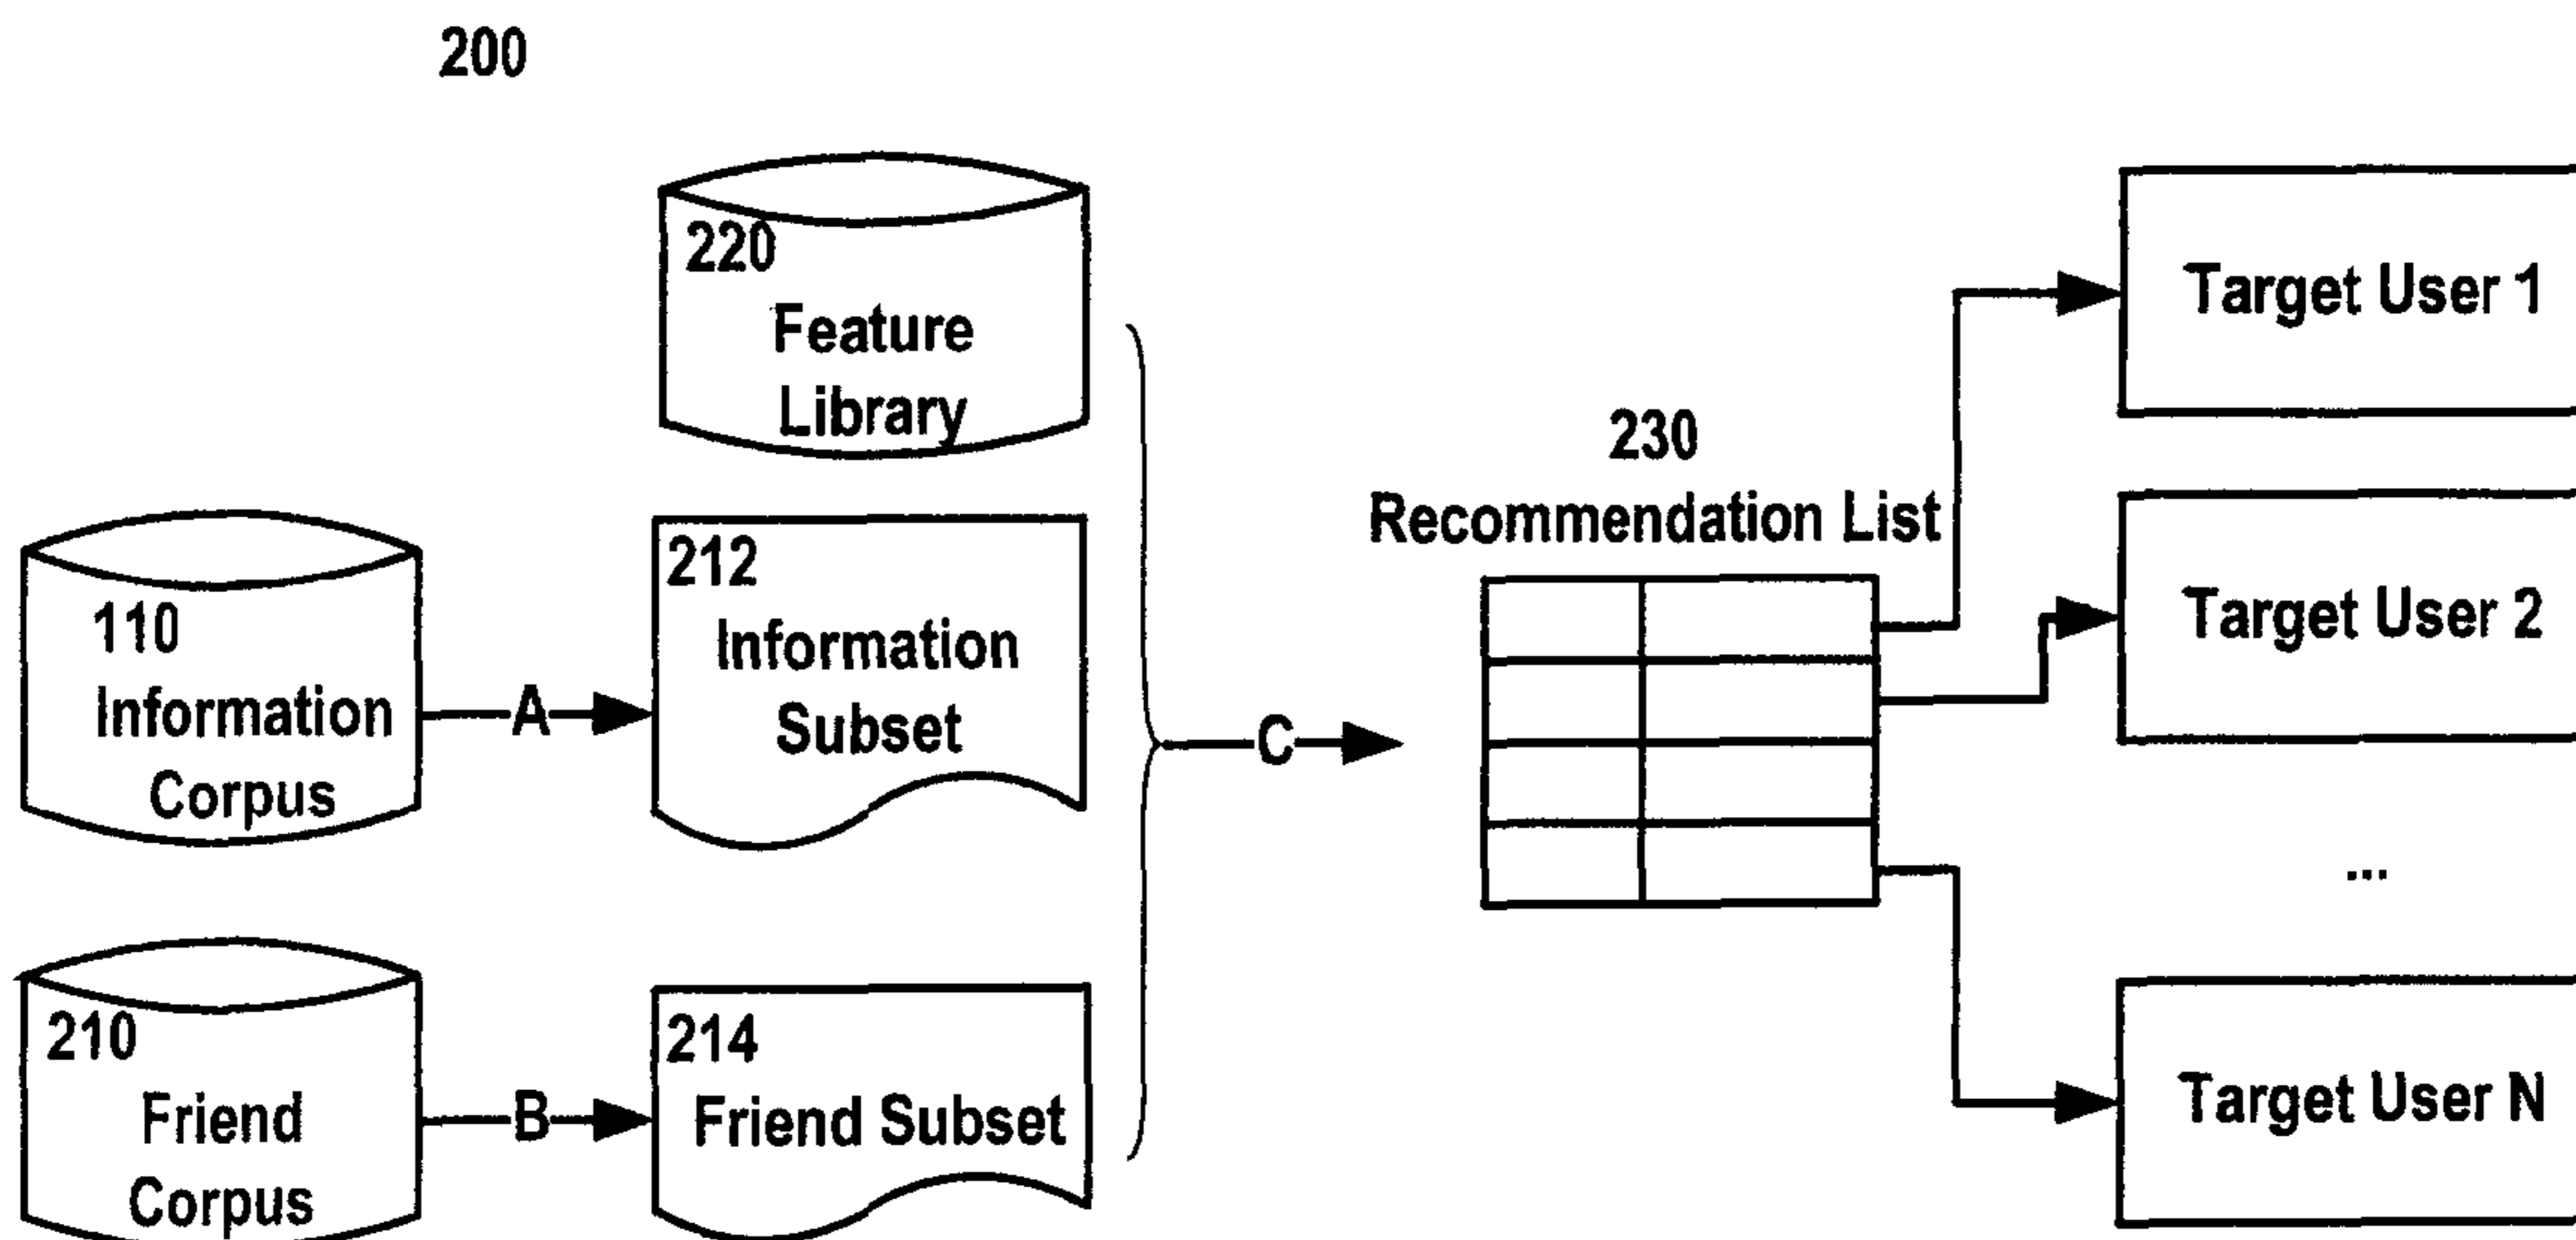 200
220
Feature
Library
230
Recommendation List
110
Information
Corpus
A
212
Information
Subset
C
210
Friend
Corpus
B
214
Friend Subset
Target User 1
Target User 2
...
Target User N